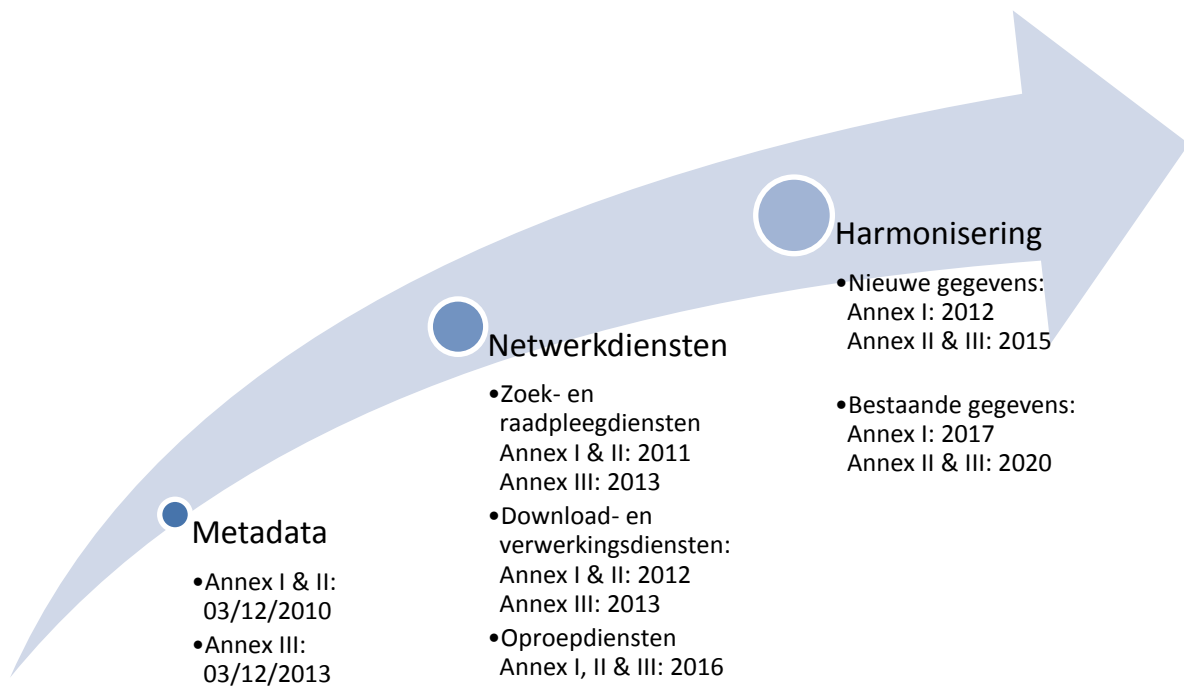 Metadata
•Annex I & II:
03/12/2010
•Annex III:
03/12/2013
Netwerkdiensten
•Zoek- en
raadpleegdiensten
Annex I & II: 2011
Annex III: 2013
•Download- en
verwerkingsdiensten:
Annex I & II: 2012
Annex III: 2013
•Oproepdiensten
Annex I, II & III: 2016
Harmonisering
•Nieuwe gegevens:
Annex I: 2012
Annex II & III: 2015
•Bestaande gegevens:
Annex I: 2017
Annex II & III: 2020